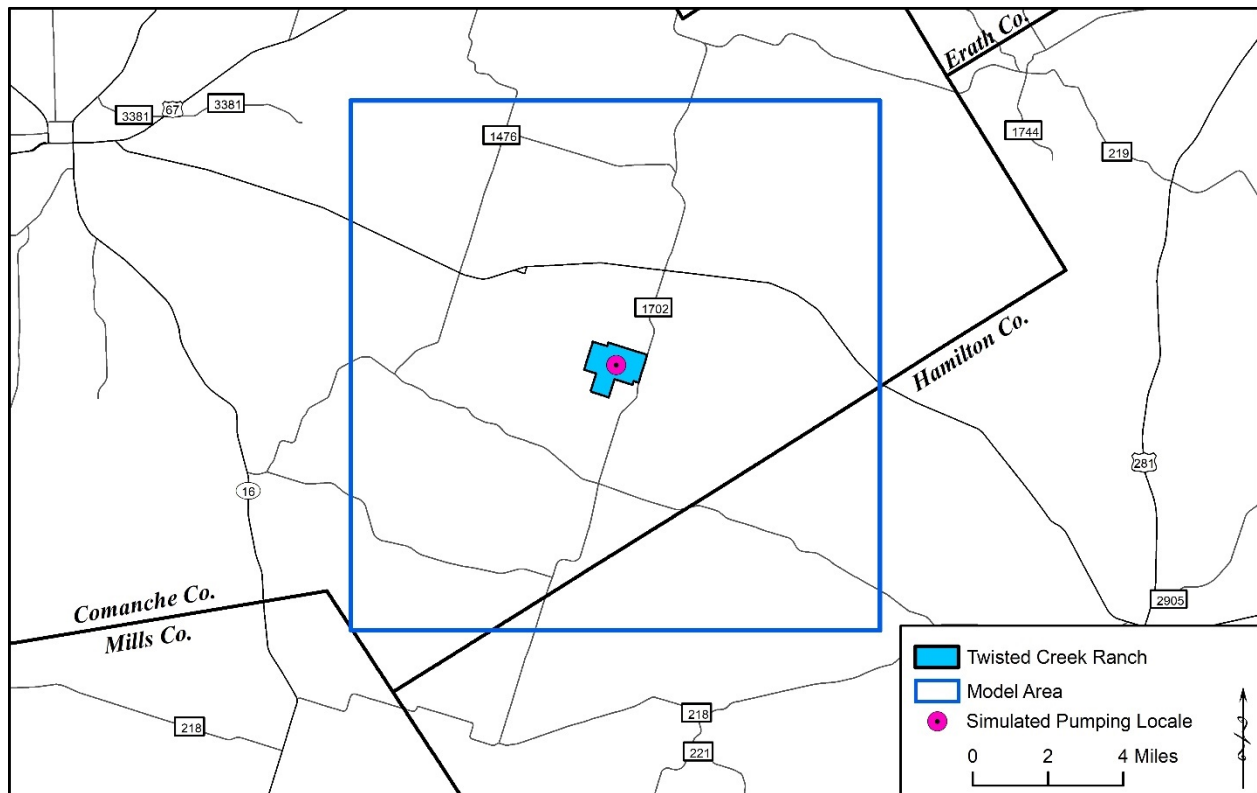 Erath Co.
67
3381
3381
1476
1744
219
1702
Hamilton Co.
281
16
Comanche Co.
Mills Co.
2905
218
218
221
Twisted Creek Ranch
Model Area
Simulated Pumping Locale
0 2 4 Miles